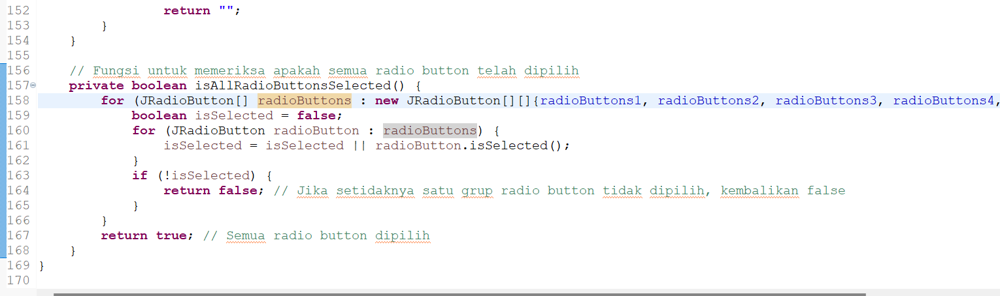 152                 return "";
153         }
154     }
155
156     // Fungsi untuk memeriksa apakah semua radio button telah dipilih
157     private boolean isAllRadioButtonsSelected() {
158         for (JRadioButton[] radioButtons : new JRadioButton[][]{radioButtons1, radioButtons2, radioButtons3, radioButtons4,
159             boolean isSelected = false;
160             for (JRadioButton radioButton : radioButtons) {
161                 isSelected = isSelected || radioButton.isSelected();
162             }
163             if (!isSelected) {
164                 return false; // Jika setidaknya satu grup radio button tidak dipilih, kembalikan false
165             }
166         }
167         return true; // Semua radio button dipilih
168     }
169 }
170